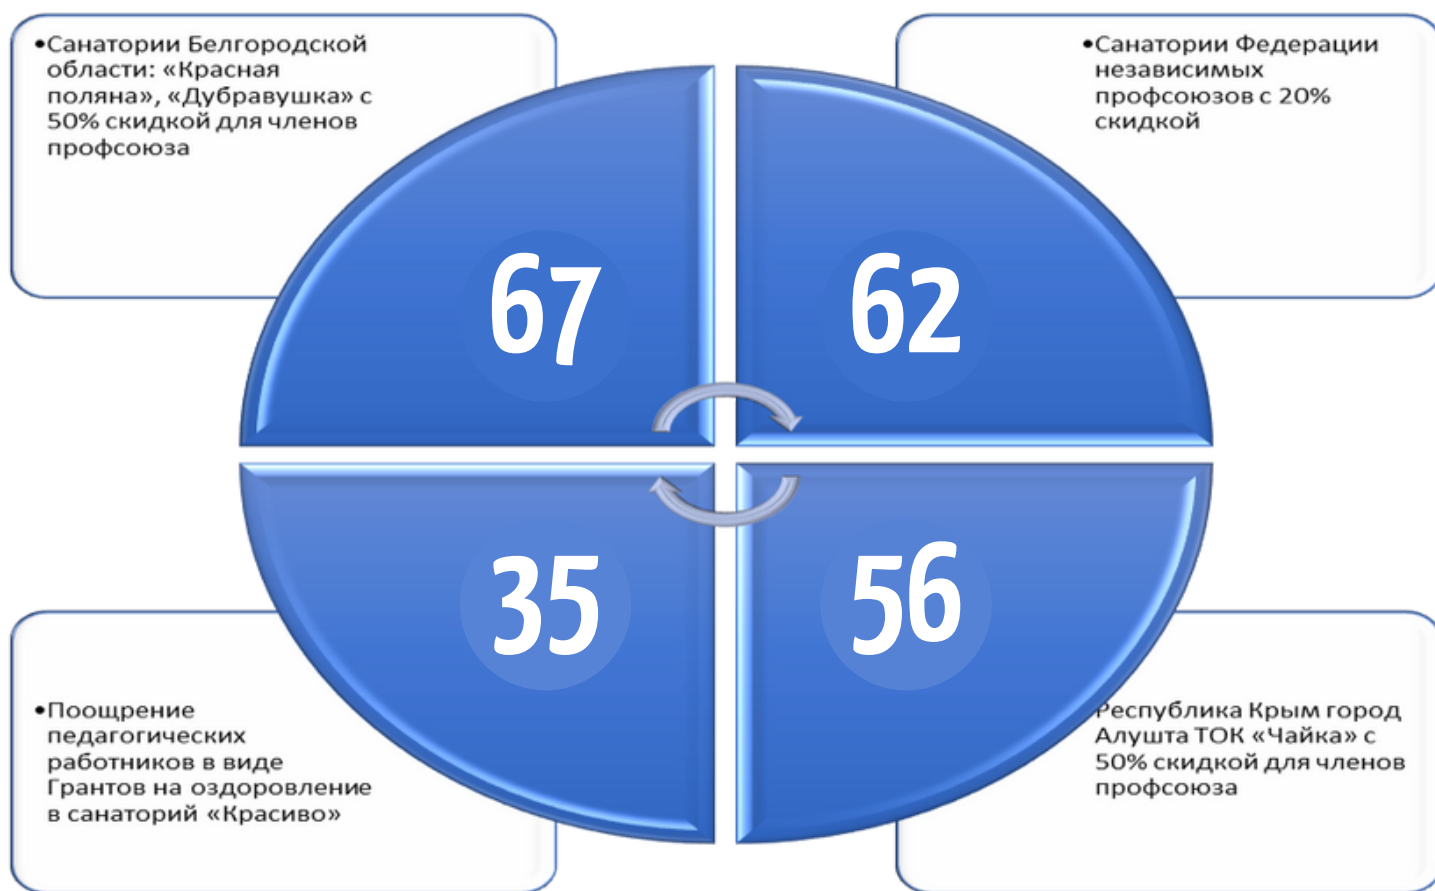 •Санатории Белгородской
области: «Красная
поляна», «Дубравушка» с
50% скидкой для членов
профсоюза
•Санатории Федерации
независимых
профсоюзов с 20%
скидкой
67
62
35
56
•Поощрение
педагогических
работников в виде
Грантов на оздоровление
в санаторий «Красиво»
Республика Крым город
Алушта ТОК «Чайка» с
50% скидкой для членов
профсоюза